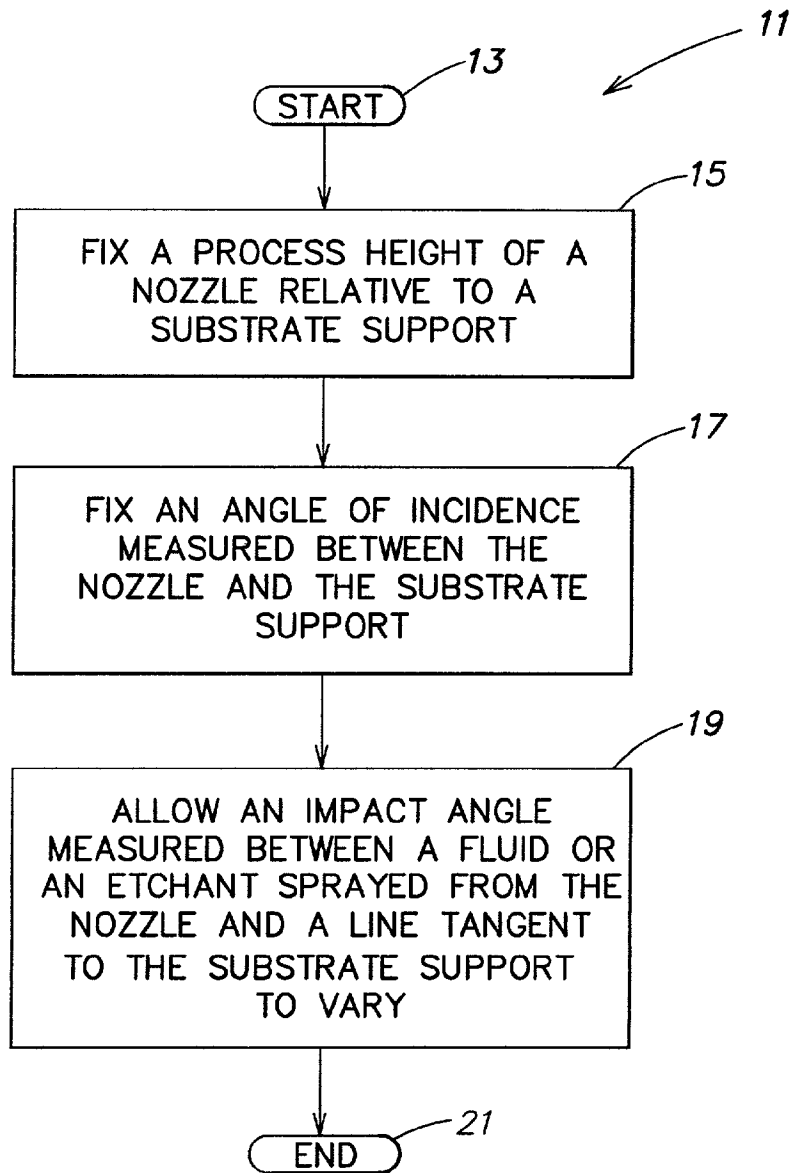 11
13
START
15
FIX A PROCESS HEIGHT OF A
NOZZLE RELATIVE TO A
SUBSTRATE SUPPORT
17
FIX AN ANGLE OF INCIDENCE
MEASURED BETWEEN THE
NOZZLE AND THE SUBSTRATE
SUPPORT
19
ALLOW AN IMPACT ANGLE
MEASURED BETWEEN A FLUID OR
AN ETCHANT SPRAYED FROM THE
NOZZLE AND A LINE TANGENT
TO THE SUBSTRATE SUPPORT
TO VARY
21
END